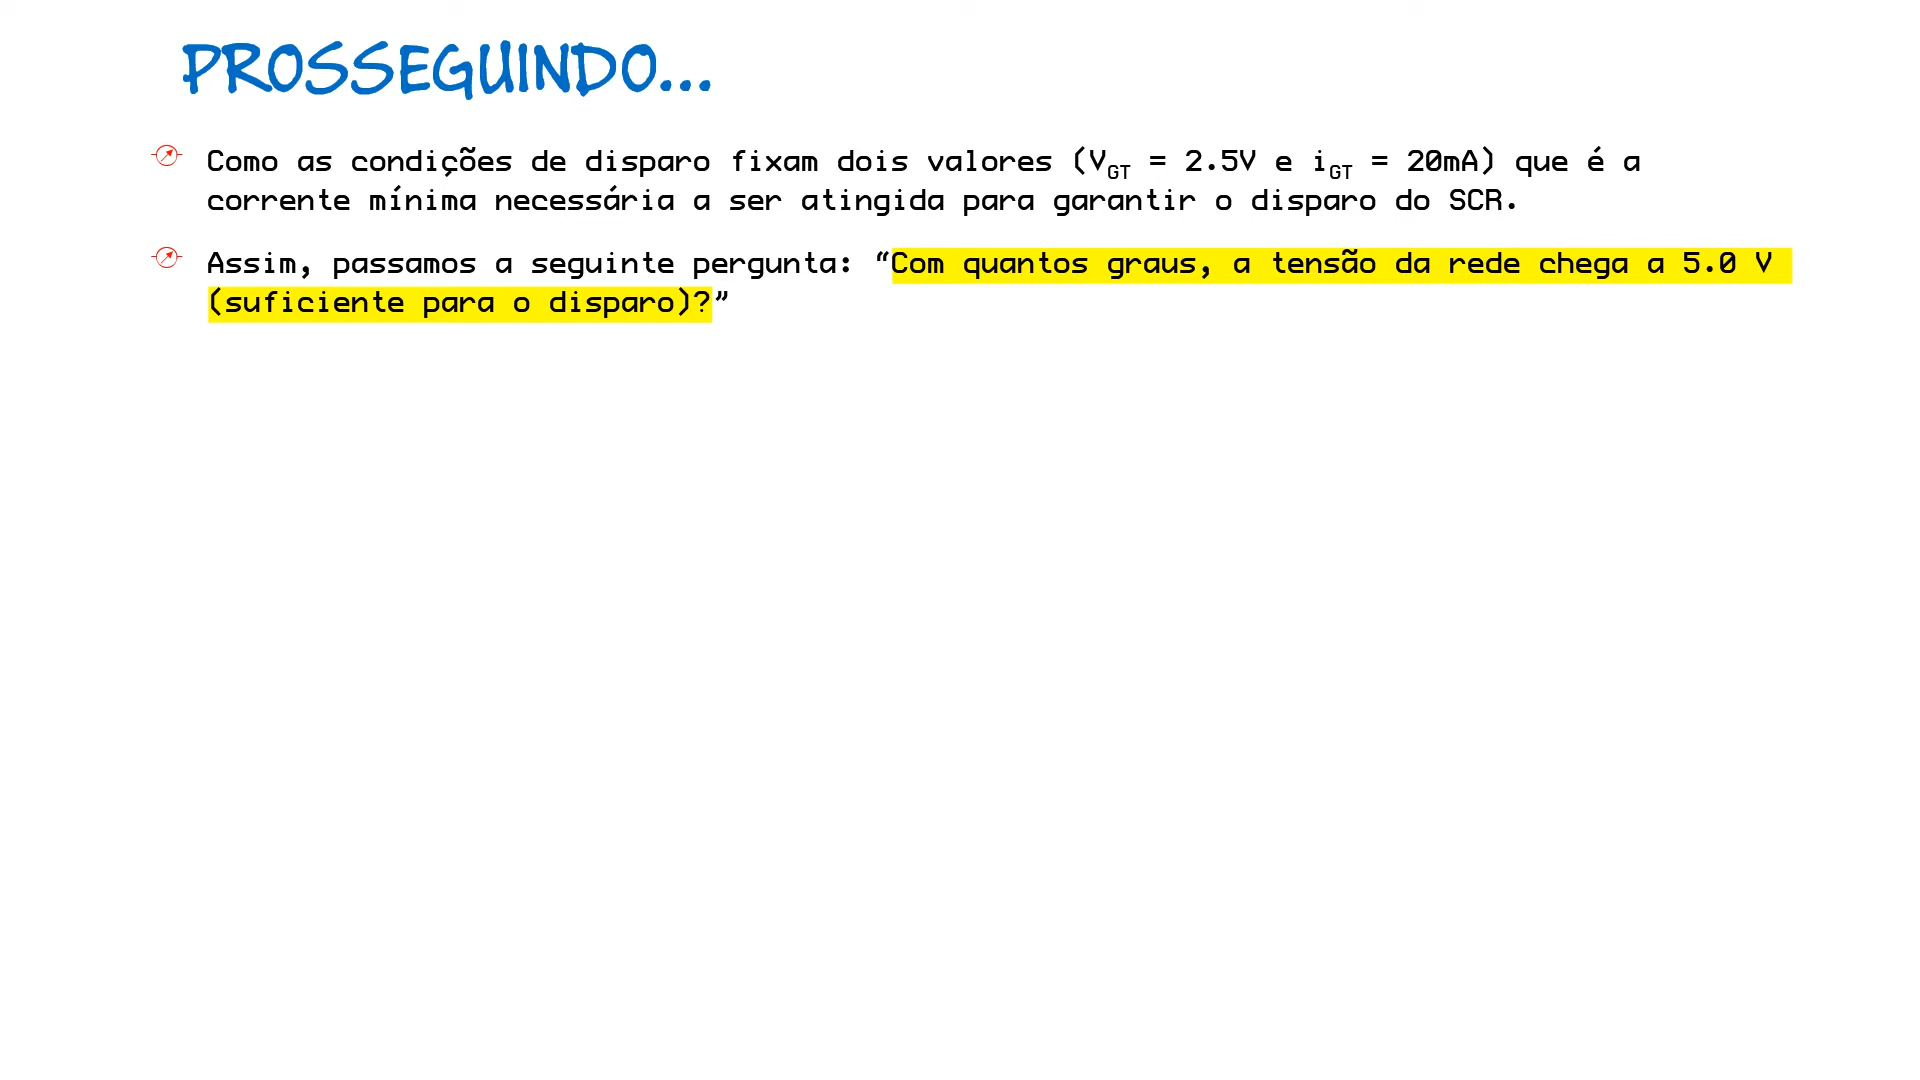 PROSSEGUINDO...
Como as condições de disparo fixam dois valores (VGT = 2.5V e iGT = 20mA) que é a
corrente mínima necessária a ser atingida para garantir o disparo do SCR.
Assim, passamos a seguinte pergunta: “Com quantos graus, a tensão da rede chega a 5.0 V
(suficiente para o disparo)?”